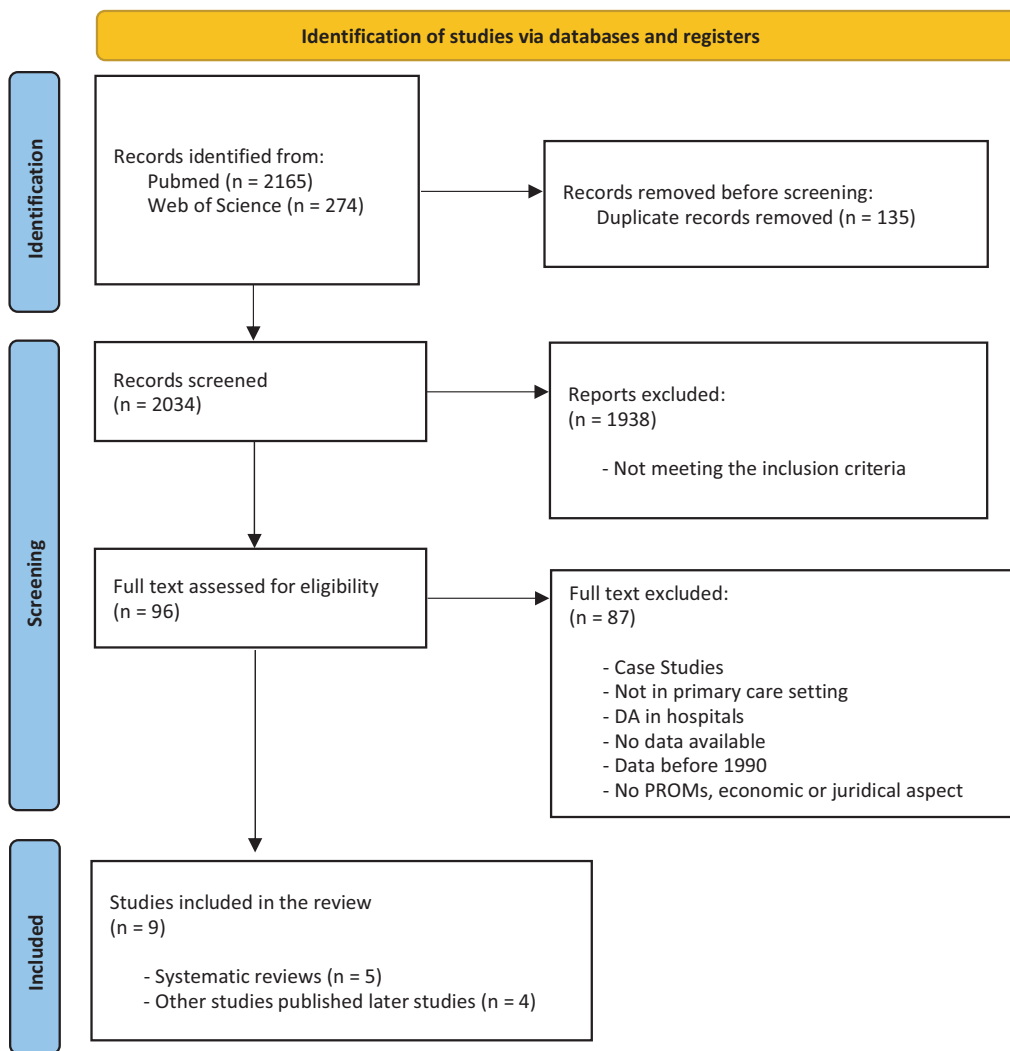 Identification of studies via databases and registers
Identification
Records identified from:
Pubmed (n = 2165)
Web of Science (n = 274)
Records removed before screening:
Duplicate records removed (n = 135)
Screening
Records screened
(n = 2034)
Reports excluded:
(n = 1938)
- Not meeting the inclusion criteria
Full text assessed for eligibility
(n = 96)
Full text excluded:
(n = 87)
- Case Studies
- Not in primary care setting
- DA in hospitals
- No data available
- Data before 1990
- No PROMs, economic or juridical aspect
Included
Studies included in the review
(n = 9)
- Systematic reviews (n = 5)
- Other studies published later studies (n = 4)